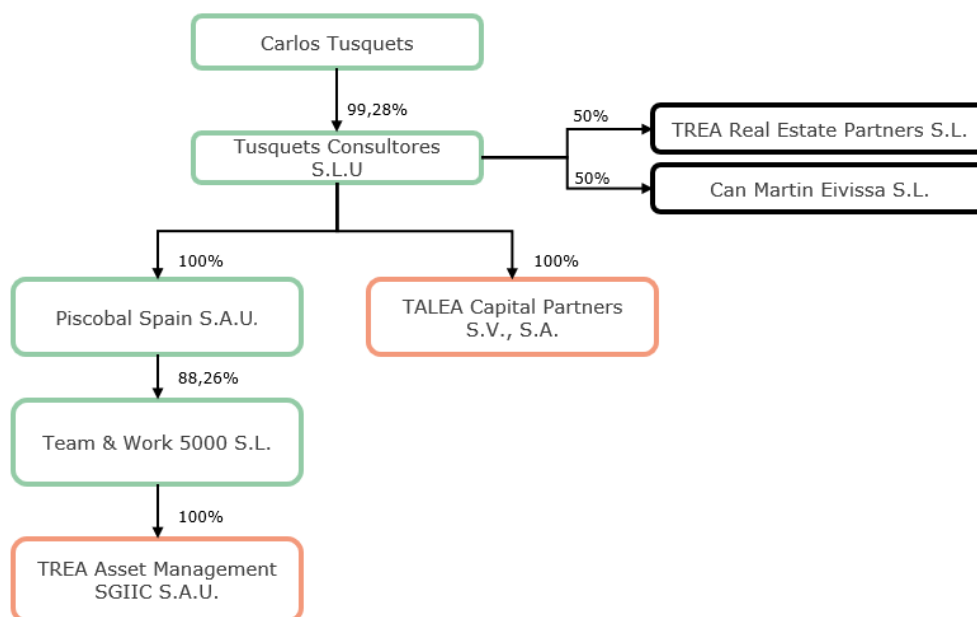 Carlos Tusquets
99,28%
Tusquets Consultores
S.L.U
50%
TREA Real Estate Partners S.L.
50%
Can Martin Eivissa S.L.
100%
100%
Piscobal Spain S.A.U.
TALEA Capital Partners
S.V., S.A.
88,26%
Team & Work 5000 S.L.
100%
TREA Asset Management
SGIIC S.A.U.